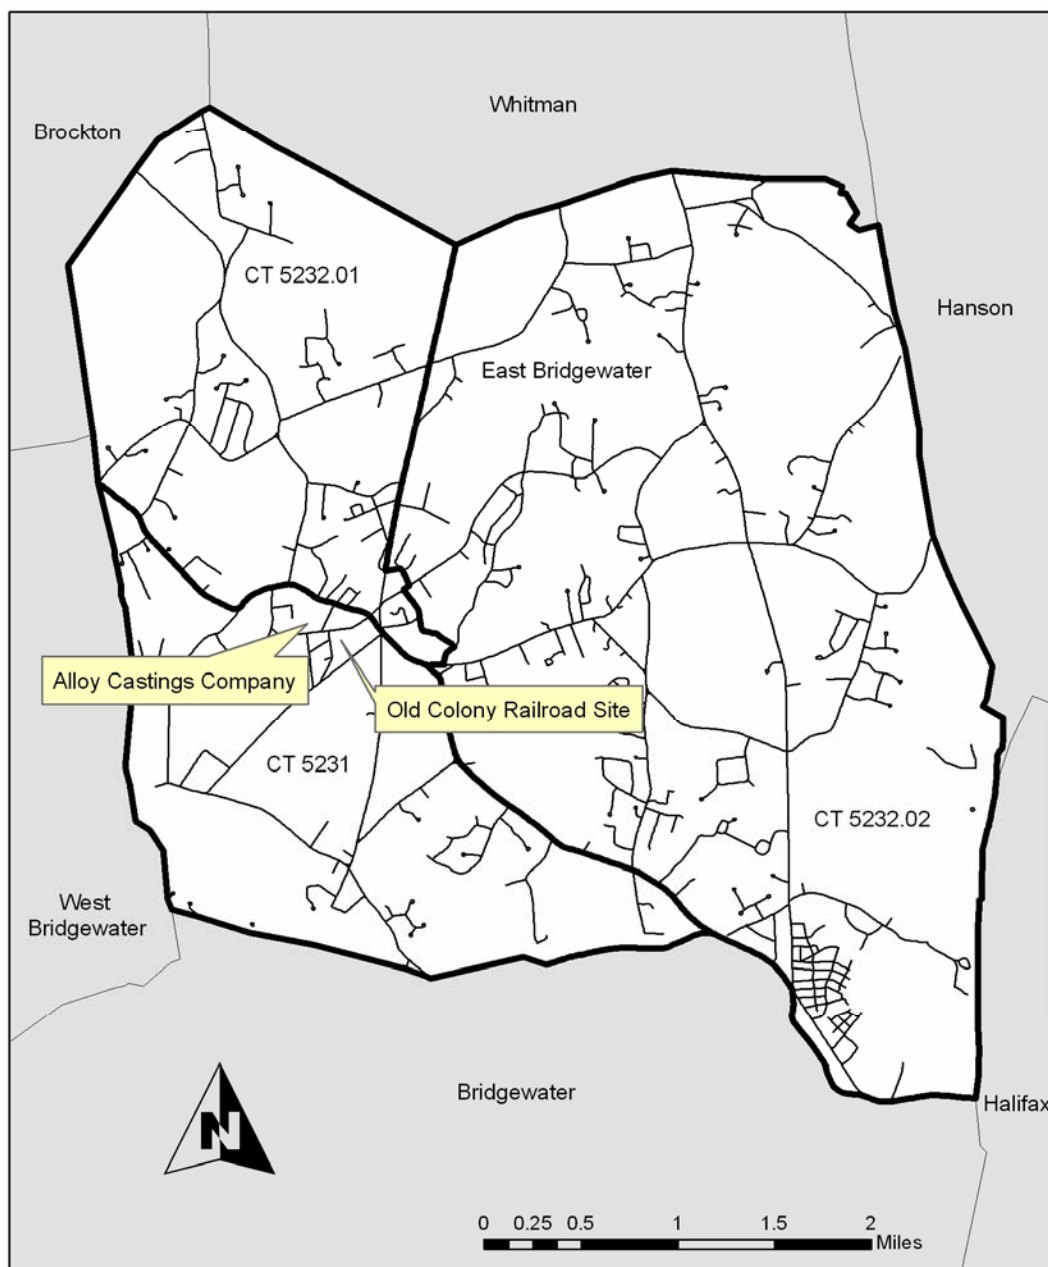 Whitman
Brockton
CT 5232.01
Hanson
East Bridgewater
Alloy Castings Company
Old Colony Railroad Site
CT 5231
CT 5232.02
West
Bridgewater
Bridgewater
Halifax
N
0 0.25 0.5 1 1.5 2
Miles